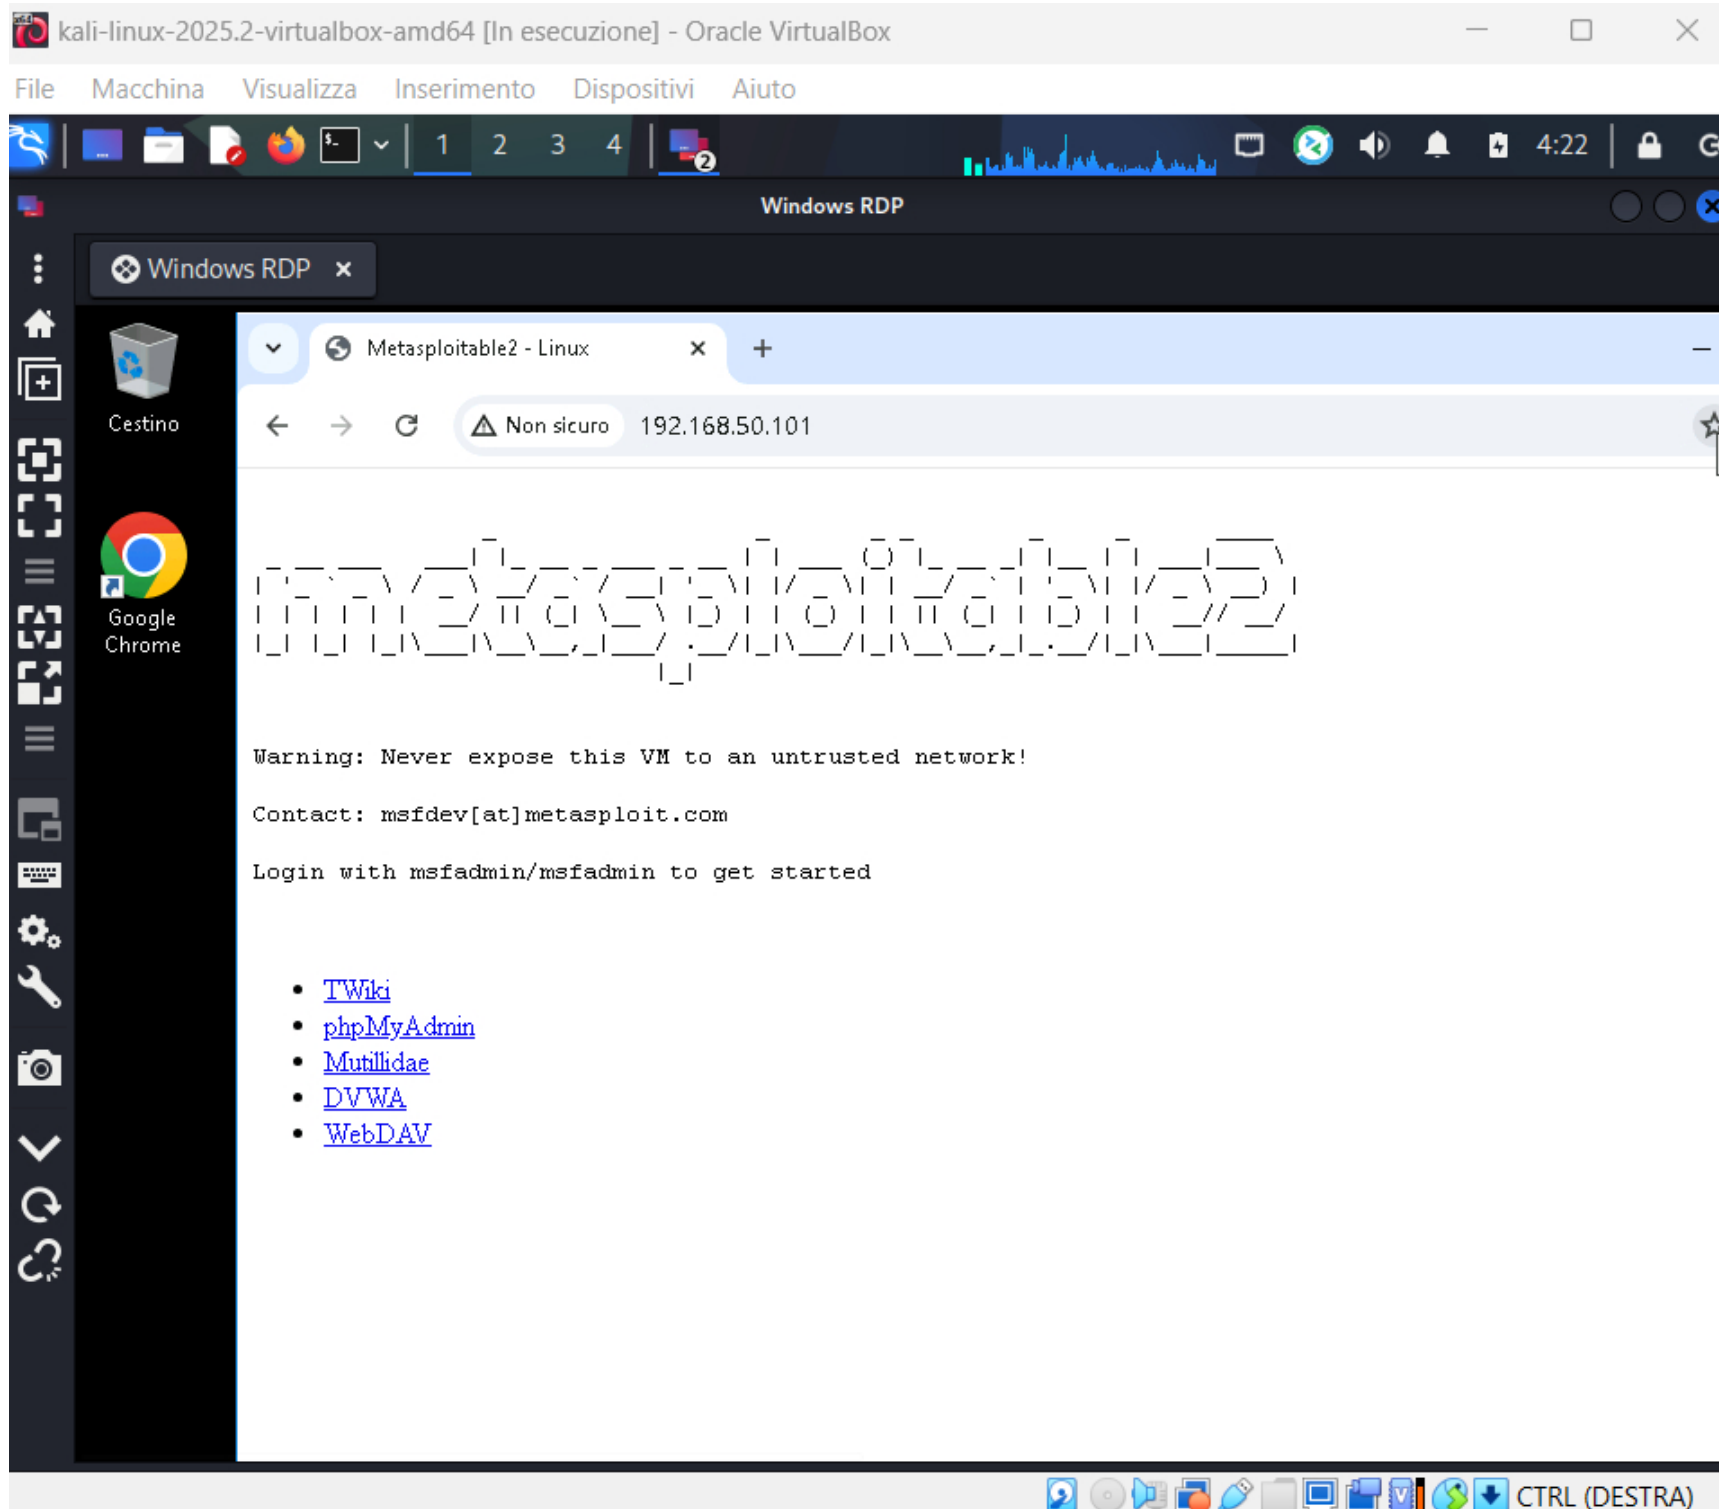 kali-linux-2025.2-virtualbox-amd64 [In esecuzione] - Oracle VirtualBox
File Macchina Visualizza Inserimento Dispositivi Aiuto
1 2 3 4 2 4:22
Windows RDP
Windows RDP
Cestino
Google
Chrome
Metasploitable2 - Linux
Non sicuro 192.168.50.101
metasploitable2
Warning: Never expose this VM to an untrusted network!
Contact: msfdev[at]metasploit.com
Login with msfadmin/msfadmin to get started
TWiki
phpMyAdmin
Mutillidae
DVWA
WebDAV
CTRL (DESTRA)